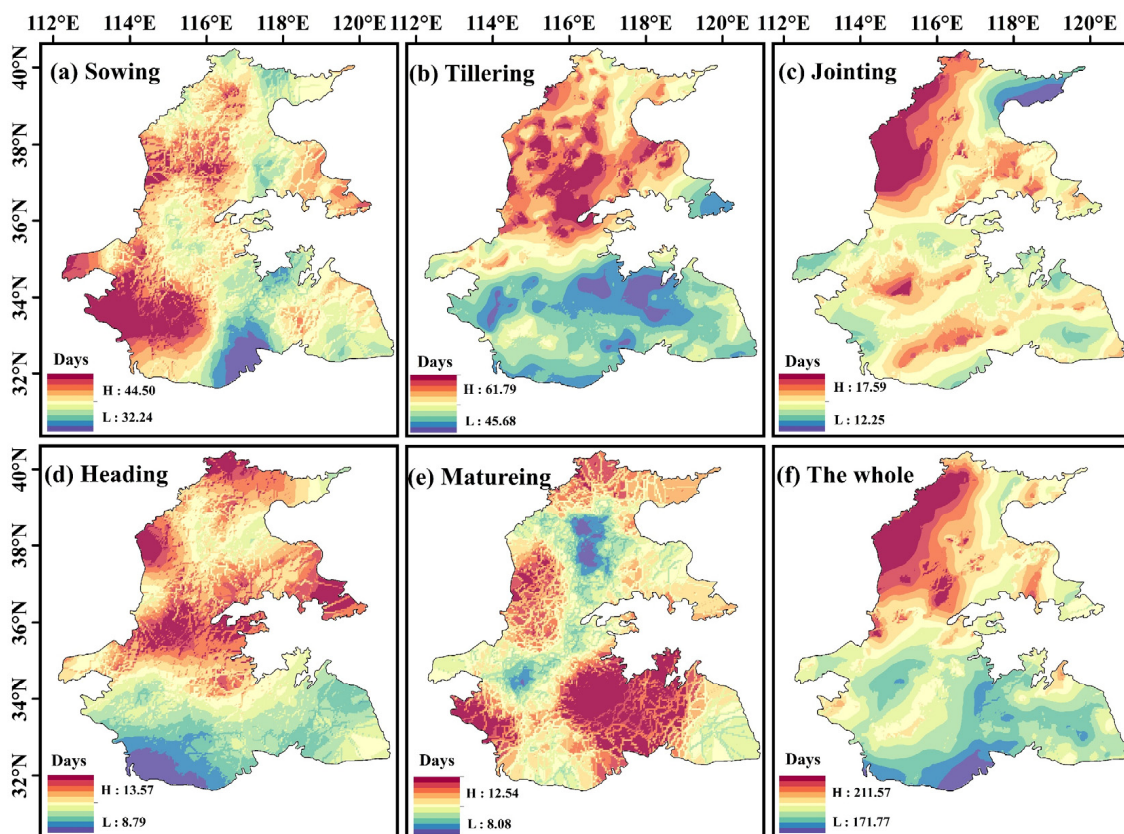 112°E 114°E 116°E 118°E 120°E 112°E 114°E 116°E 118°E 120°E 112°E 114°E 116°E 118°E 120°E
(a) Sowing (b) Tillering (c) Jointing
40°N
38°N
36°N
34°N
32°N
Days Days Days
H : 44.50 H : 61.79 H : 17.59
L : 32.24 L : 45.68 L : 12.25
(d) Heading (e) Matureing (f) The whole
40°N
38°N
36°N
34°N
32°N
Days Days Days
H : 13.57 H : 12.54 H : 211.57
L : 8.79 L : 8.08 L : 171.77